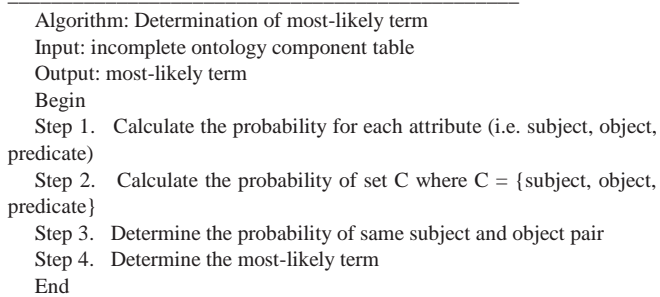 Algorithm: Determination of most-likely term
Input: incomplete ontology component table
Output: most-likely term
Begin
Step 1. Calculate the probability for each attribute (i.e. subject, object,
predicate)
Step 2. Calculate the probability of set C where C = {subject, object,
predicate}
Step 3. Determine the probability of same subject and object pair
Step 4. Determine the most-likely term
End